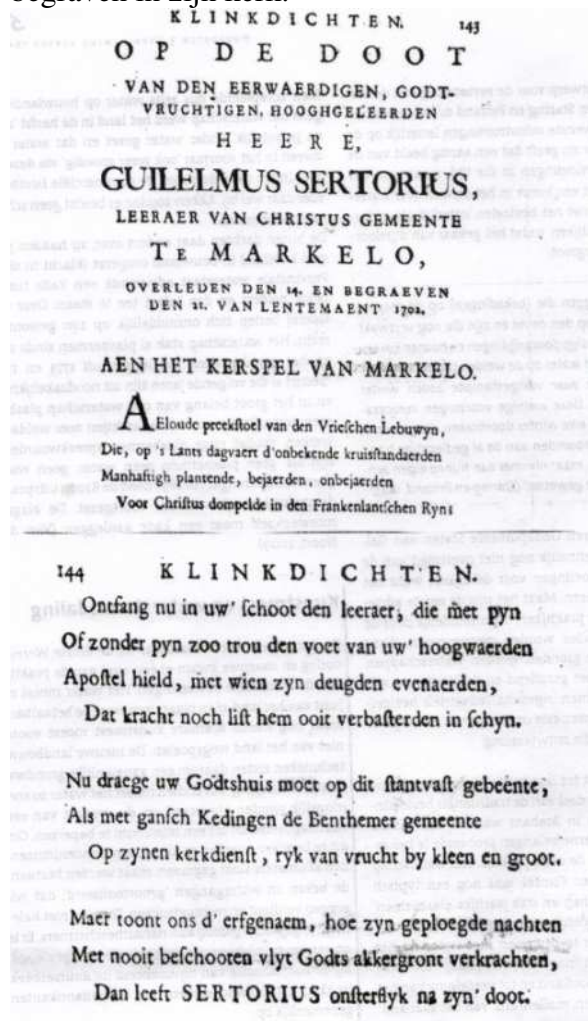 begraven in zijn kerk.
KLINKDICHTEN. 143
OP DE DOOT
VAN DEN EERWAERDIGEN, GODT-
VRUCHTIGEN, HOOGHGELEERDEN
HEERE,
GUILELMUS SERTORIUS,
LEERAER VAN CHRISTUS GEMEENTE
TE MARKELO,
OVERLEDEN DEN 14. EN BEGRAEVEN
DEN 21. VAN LENTEMAENT 1702,
AEN HET KERSPEL VAN MARKELO.
AEloude preekſtoel van den Vrieſchen Lebuwyn,
Die, op 's Lants dagvaert d'onbekende kruiſtandaerden
Manhaſtigh plantende, bejaerden, onbejaerden
Voor Chriſtus dompelde in den Frankenlantſchen Ryn:
144 KLINKDICHTEN.
Ontfang nu in uw' ſchoot den leeraer, die met pyn
Of zonder pyn zoo trou den voet van uw' hoogwaerden
Apoſtel hield, met wien zyn deugden evenaerden,
Dat kracht noch liſt hem ooit verbaſterden in ſchyn.
Nu draege uw Godtshuis moet op dit ſtantvaſt gebeente,
Als met ganſch Kedingen de Benthemer gemeente
Op zynen kerkdienſt, ryk van vrucht by kleen en groot.
Maer toont ons d' erfgenaem, hoe zyn geploegde nachten
Met nooit beſchooten vlyt Godts akkergront verkrachten,
Dan leeft SERTORIUS onſterflyk na zyn' doot.